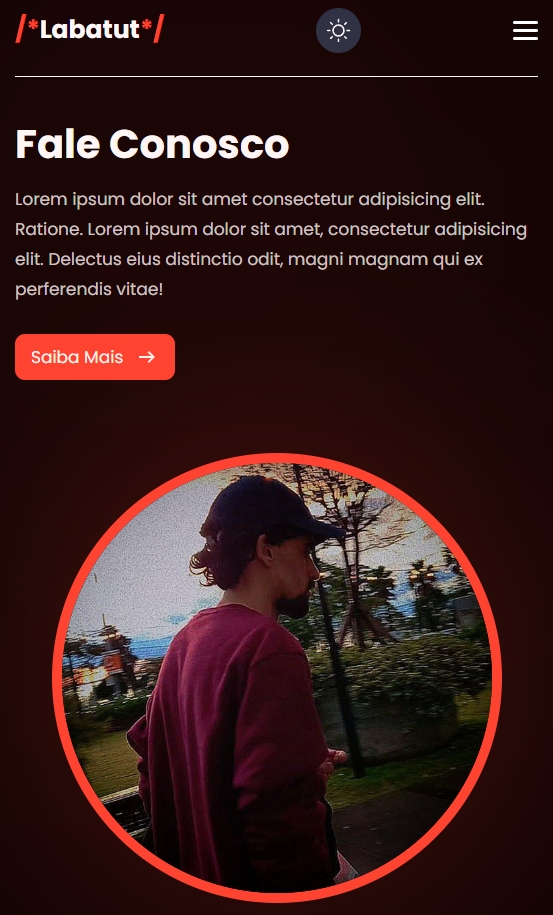 /*Labatut*/
Fale Conosco
Lorem ipsum dolor sit amet consectetur adipisicing elit.
Ratione. Lorem ipsum dolor sit amet, consectetur adipisicing
elit. Delectus eius distinctio odit, magni magnam qui ex
perferendis vitae!
Saiba Mais →